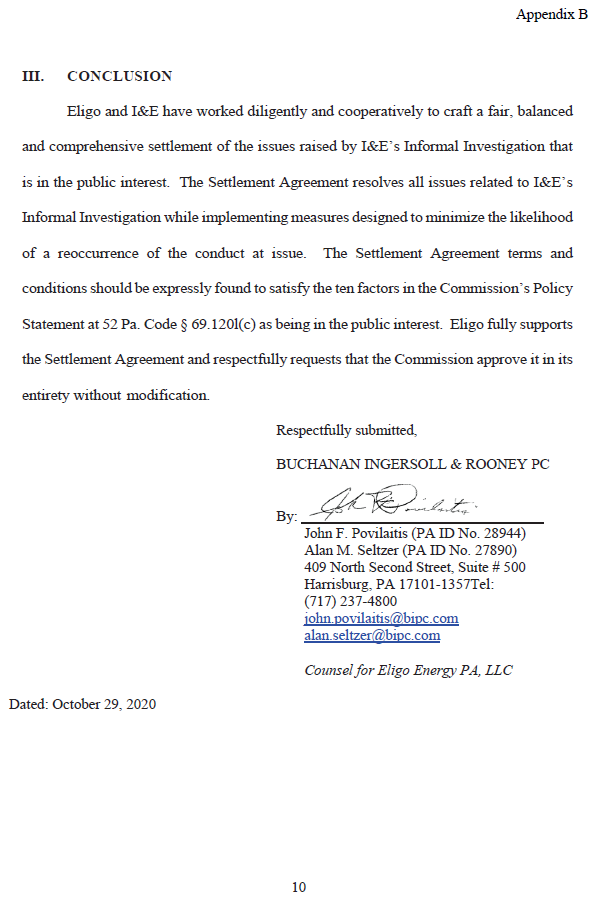 Appendix B
III. CONCLUSION
Eligo and I&E have worked diligently and cooperatively to craft a fair, balanced
and comprehensive settlement of the issues raised by I&E's Informal Investigation that
is in the public interest. The Settlement Agreement resolves all issues related to I&E's
Informal Investigation while implementing measures designed to minimize the likelihood
of a reoccurrence of the conduct at issue. The Settlement Agreement terms and
conditions should be expressly found to satisfy the ten factors in the Commission's Policy
Statement at 52 Pa. Code § 69.120l(c) as being in the public interest. Eligo fully supports
the Settlement Agreement and respectfully requests that the Commission approve it in its
entirety without modification.
Respectfully submitted,
BUCHANAN INGERSOLL & ROONEY PC
By:
John F. Povilaitis (PA ID No. 28944)
Alan M. Seltzer (PA ID No. 27890)
409 North Second Street, Suite # 500
Harrisburg, PA 17101-1357Tel:
(717) 237-4800
john.povilaitis@bipc.com
alan.seltzer@bipc.com
Counsel for Eligo Energy PA, LLC
Dated: October 29, 2020
10